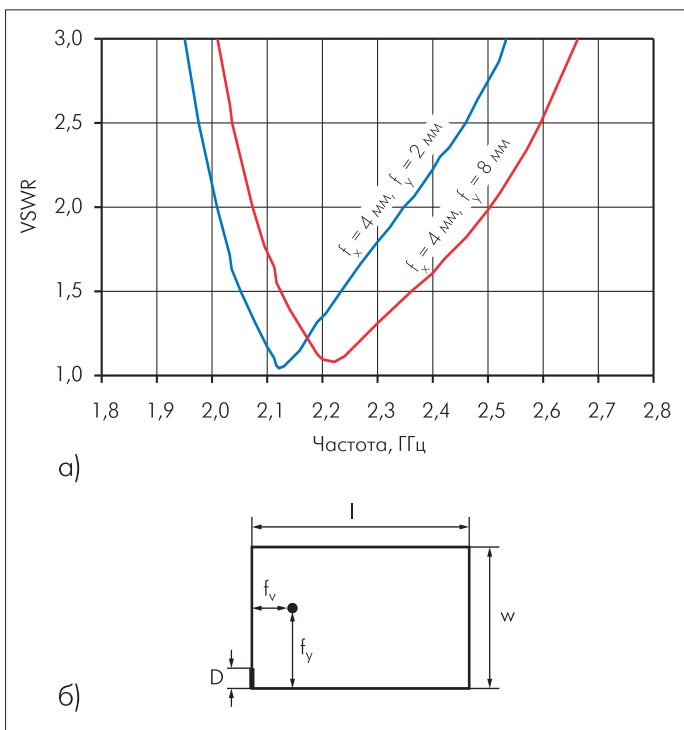 3,0
2,5
2,0
1,5
1,0
VSWR
fx = 4 мм, fy = 2 мм
fx = 4 мм, fy = 8 мм
1,8 1,9 2,0 2,1 2,2 2,3 2,4 2,5 2,6 2,7 2,8
Частота, ГГц
а)
l
fv
fy
w
D
б)